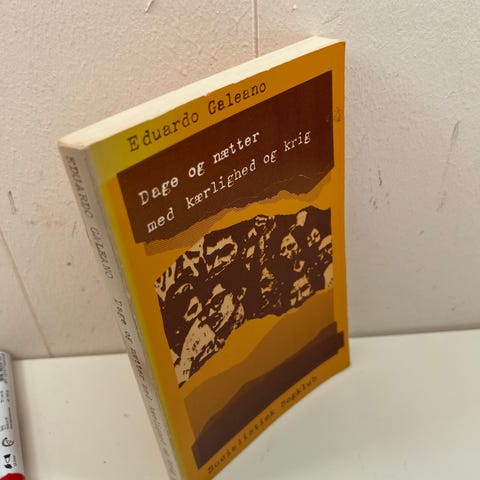 Eduardo Galeano
Dage og nætter
med kærlighed og krig
Socialistisk Bogklub
EDUARDO GALEANO Dage og nætter med kærlighed og krig